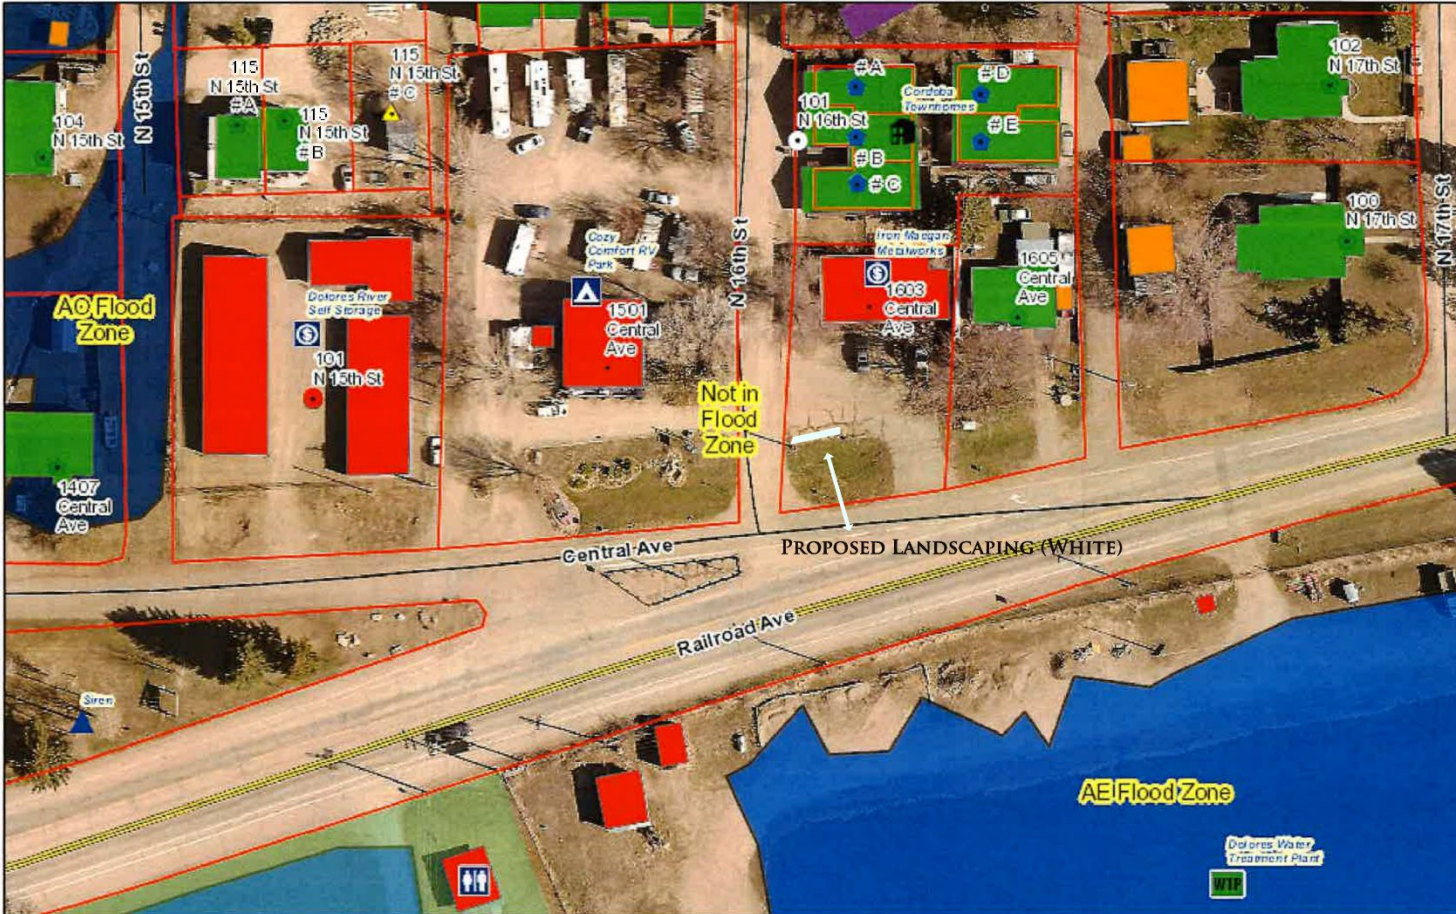 N 15th St
104
N 15th St
115
N 15th St
# A
115
N 15th St
# B
115
N 15th St
# C
101
N 16th St
# A
# B
# C
# D
# E
Cordoba
Townhomes
102
N 17th St
100
N 17th St
N 17th St
N 16th St
AO Flood
Zone
Dolores River
Self Storage
$
101
N 15th St
Cozy
Comfort RV
Park
1501
Central
Ave
Iron Maegan
Metalworks
$
1603
Central
Ave
1605
Central
Ave
Not in
Flood
Zone
1407
Central
Ave
Central Ave
Proposed Landscaping (White)
Railroad Ave
Siren
AE Flood Zone
Dolores Water
Treatment Plant
WTP